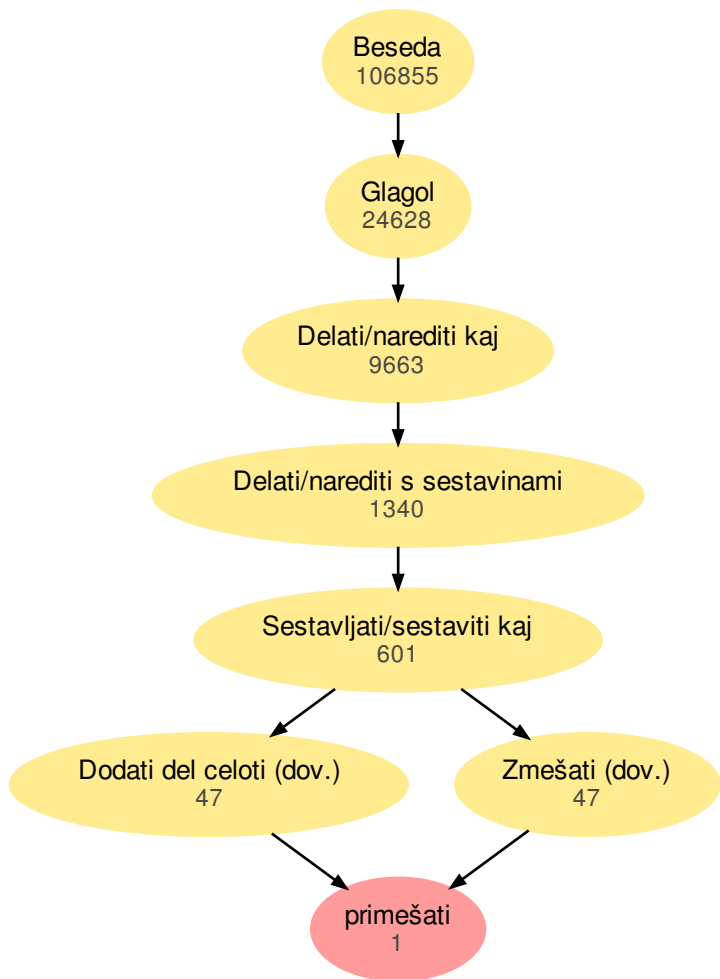 Beseda
106855
Glagol
24628
Delati/narediti kaj
9663
Delati/narediti s sestavinami
1340
Sestavljati/sestaviti kaj
601
Dodati del celoti (dov.)
47
Zmešati (dov.)
47
primešati
1